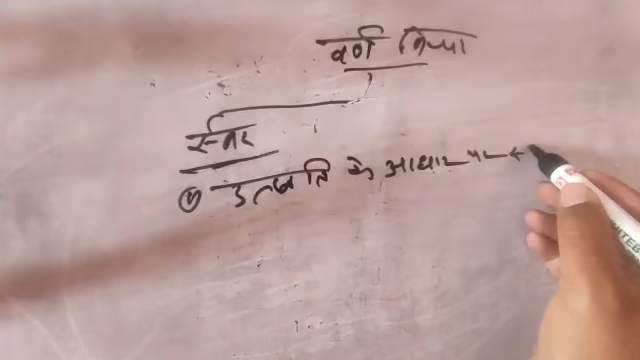 वर्ण विचार
स्वर
① उत्पत्ति के आधार पर